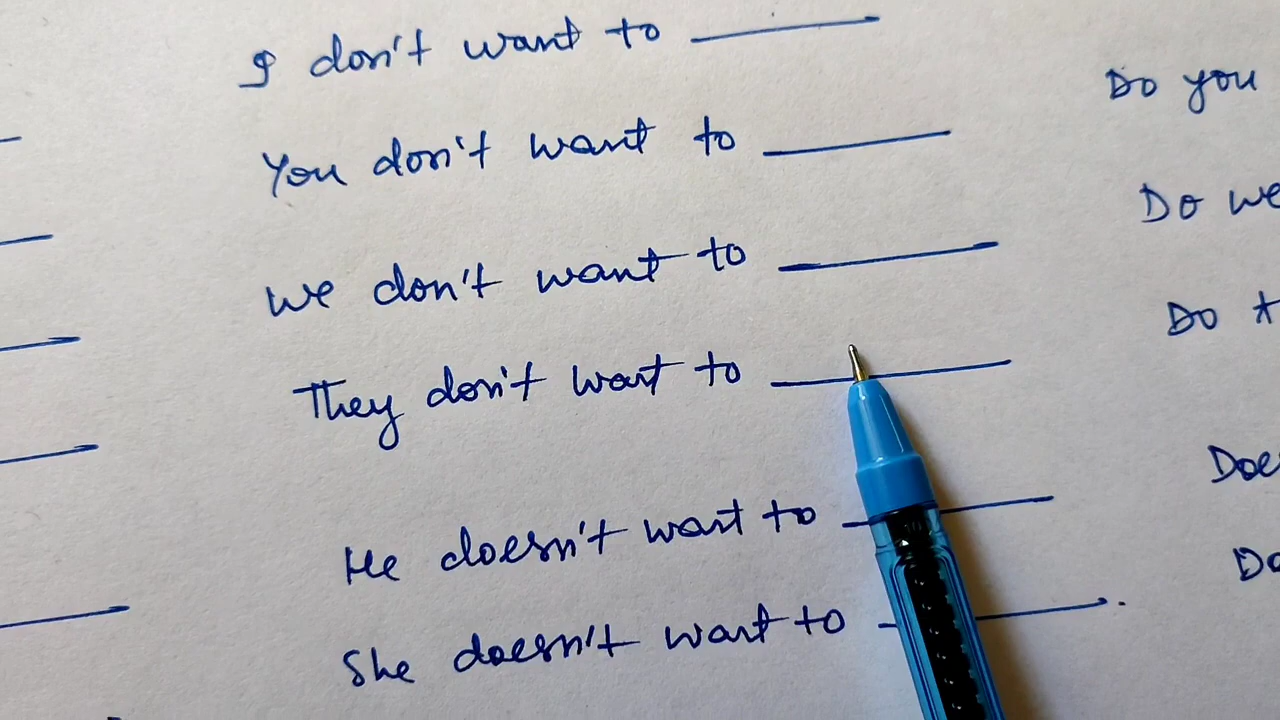 I don't want to
You don't want to
We don't want to
They don't want to
He doesn't want to
She doesn't want to
Do you
Do we
Do